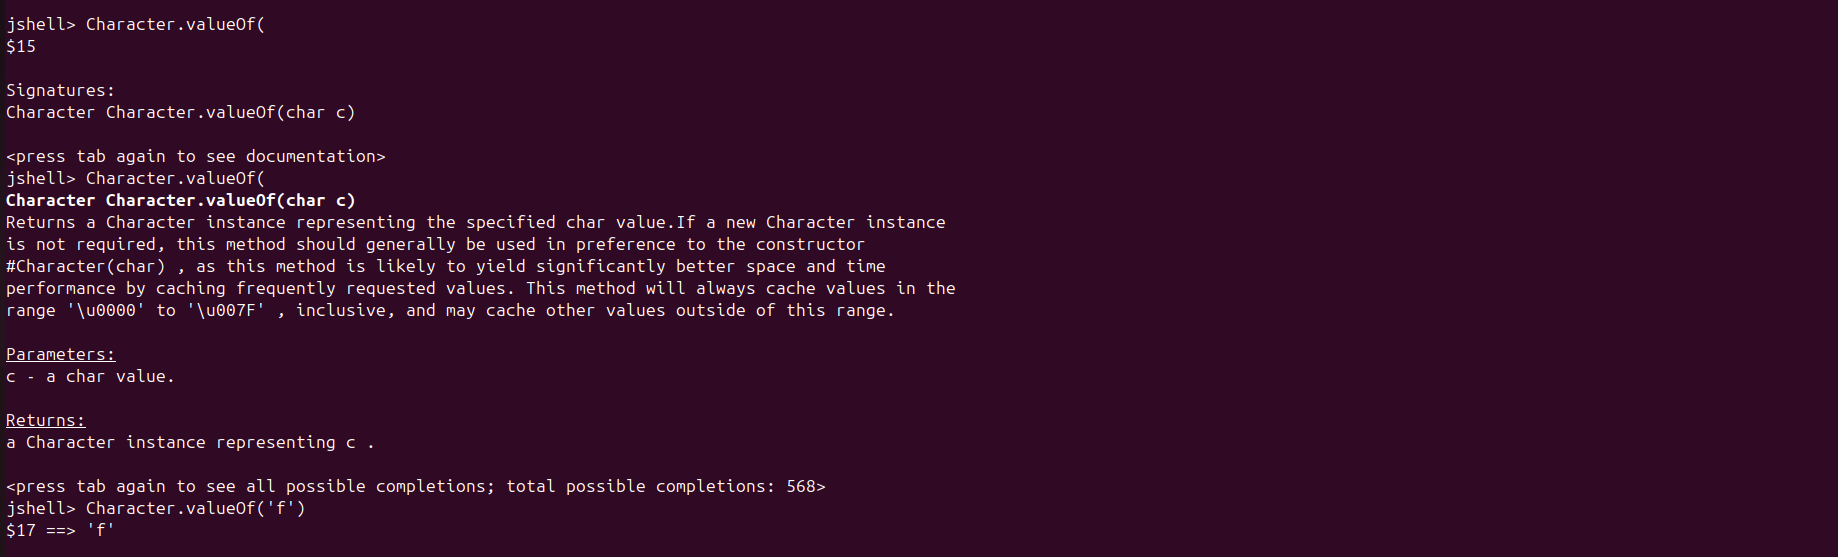 jshell> Character.valueOf(
$15
Signatures:
Character Character.valueOf(char c)
<press tab again to see documentation>
jshell> Character.valueOf(
Character Character.valueOf(char c)
Returns a Character instance representing the specified char value.If a new Character instance
is not required, this method should generally be used in preference to the constructor
#Character(char) , as this method is likely to yield significantly better space and time
performance by caching frequently requested values. This method will always cache values in the
range '\u0000' to '\u007F' , inclusive, and may cache other values outside of this range.
Parameters:
c - a char value.
Returns:
a Character instance representing c .
<press tab again to see all possible completions; total possible completions: 568>
jshell> Character.valueOf('f')
$17 ==> 'f'